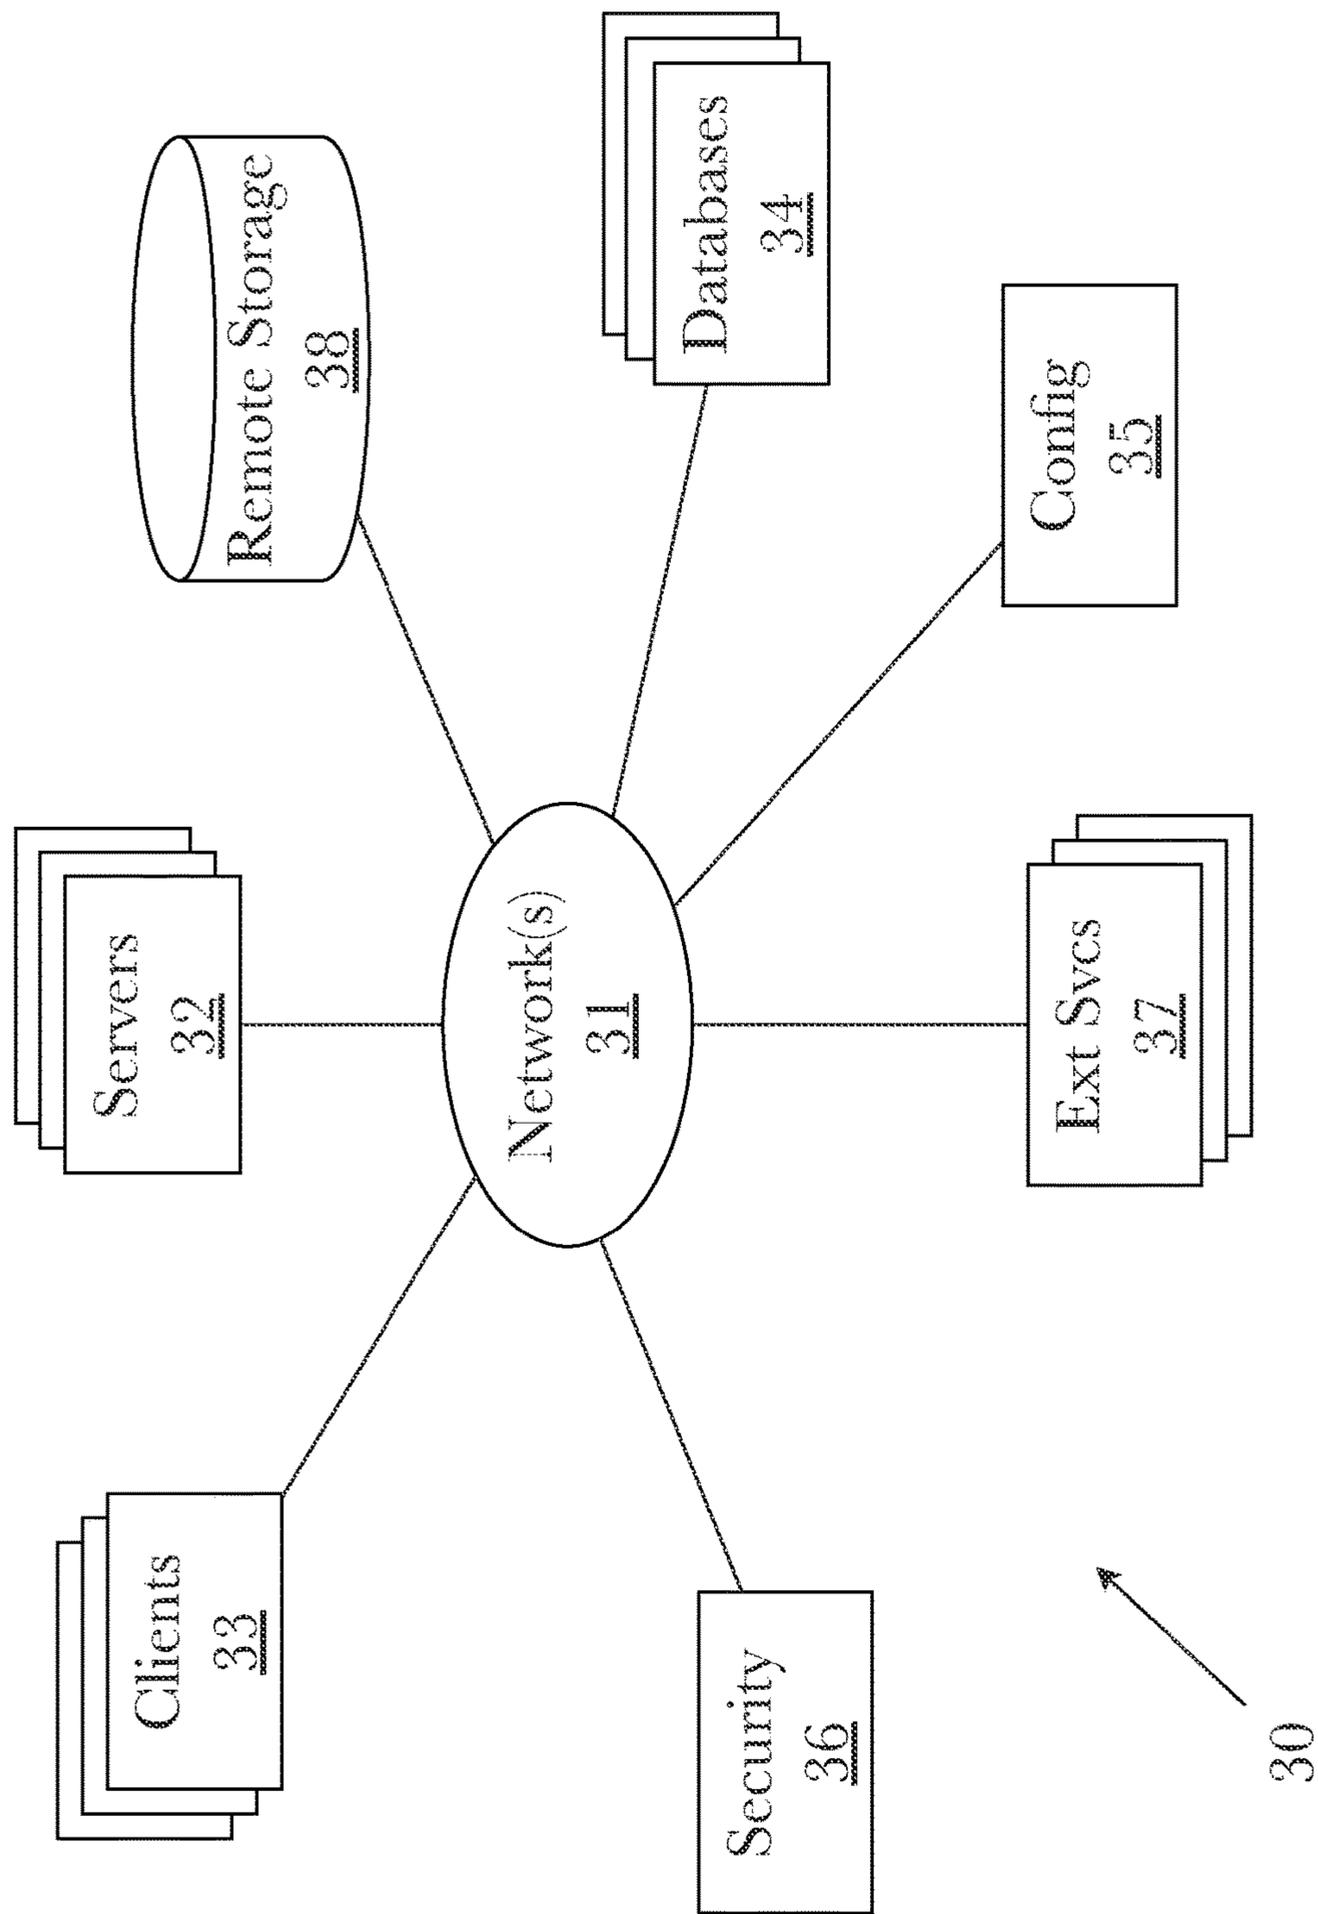 Clients
33
Servers
32
Remote Storage
38
Network(s)
31
Databases
34
Security
36
Ext Svcs
37
Config
35
30